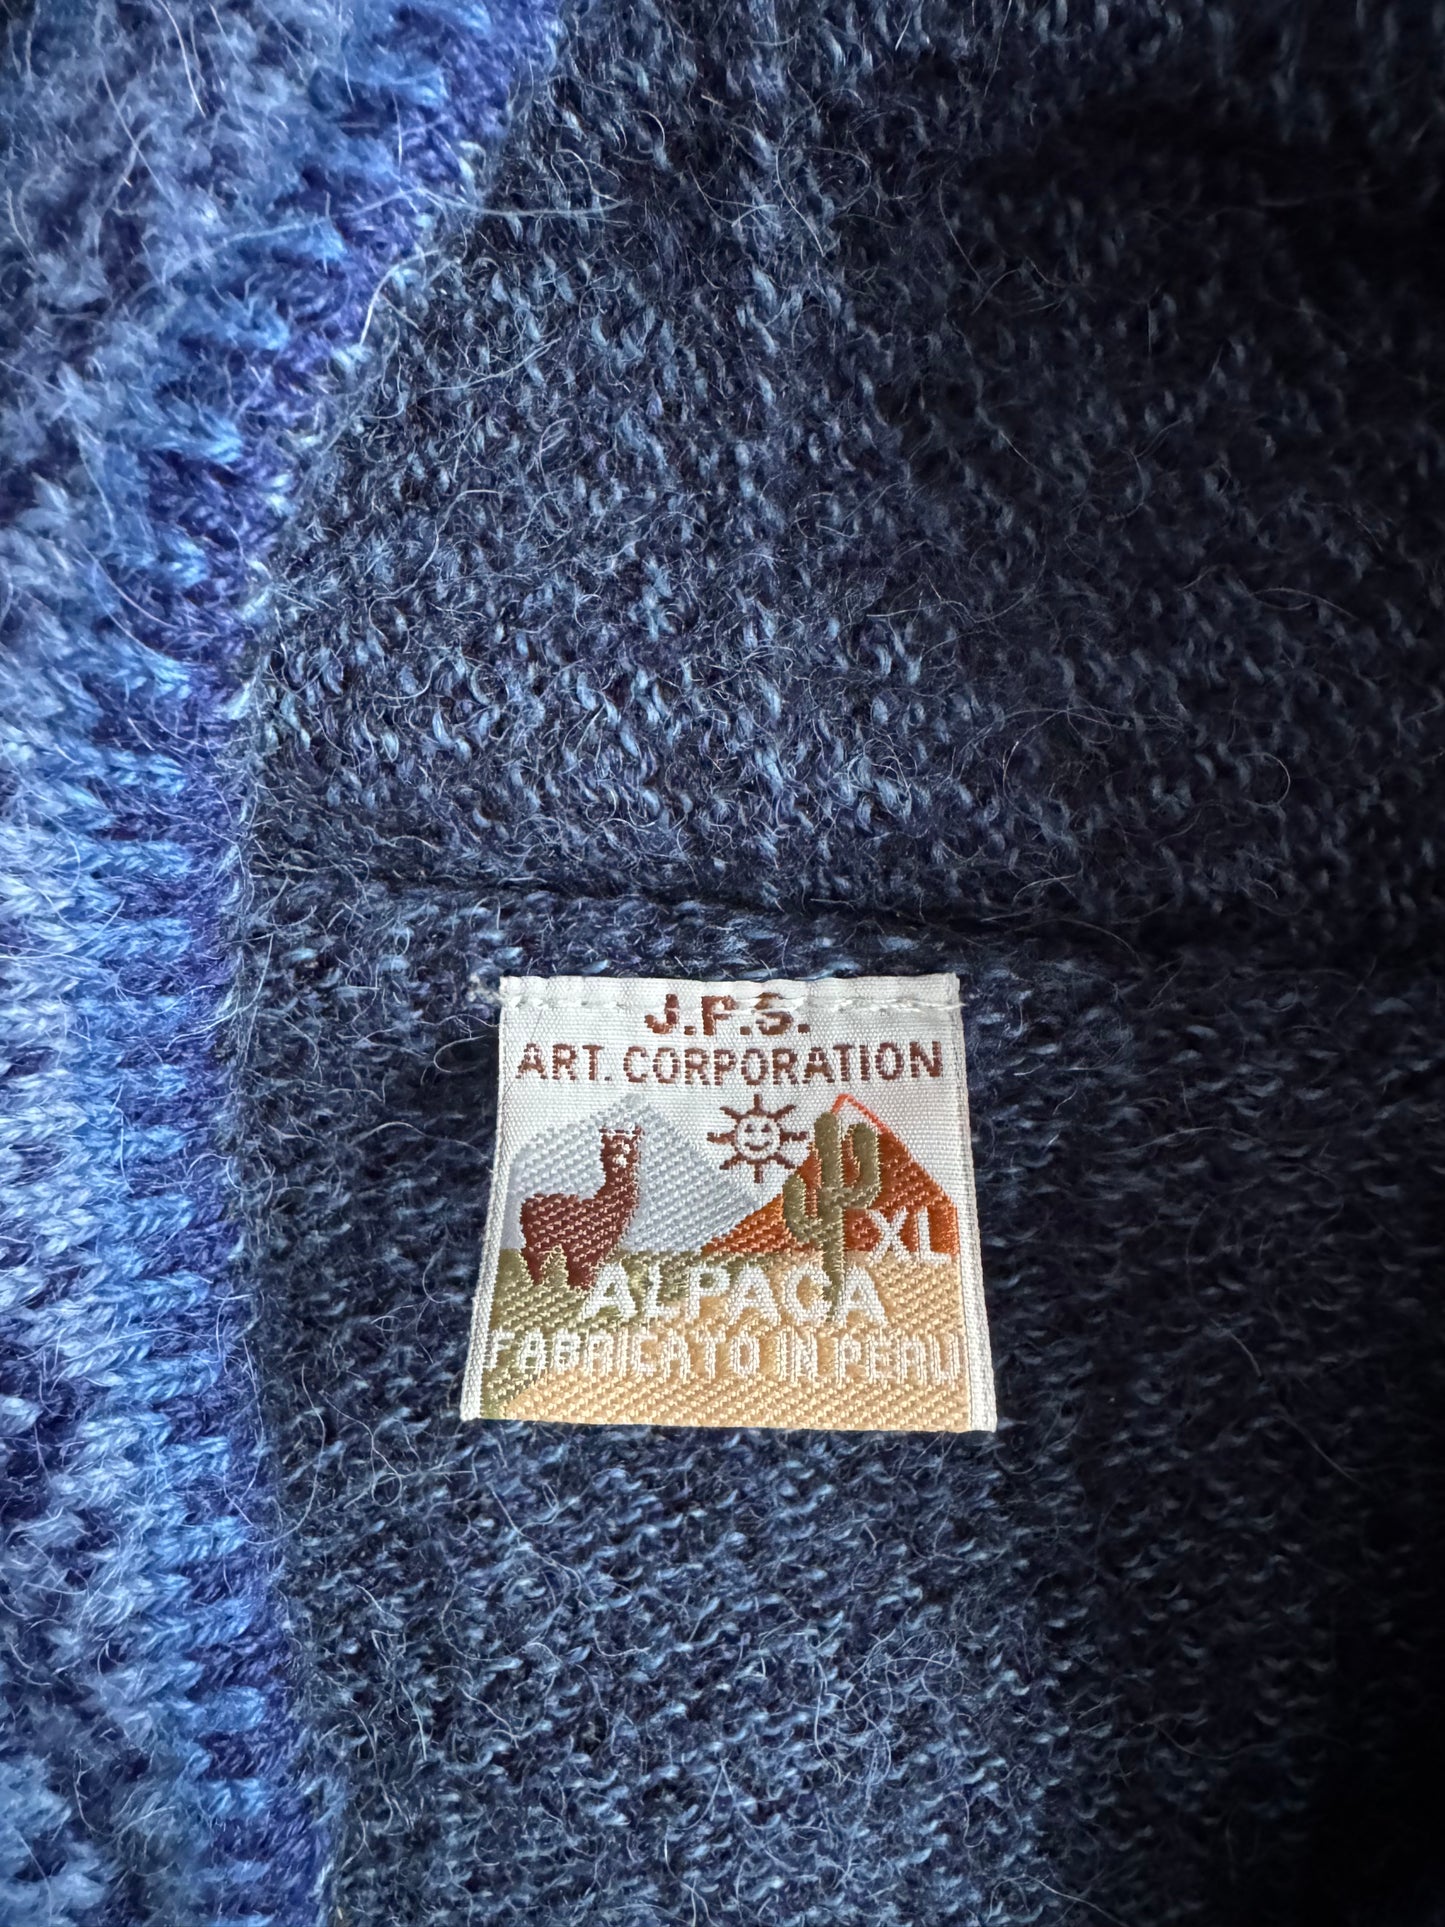 J.P.S.
ART. CORPORATION
XL
ALPACA
FABRICATO IN PERU